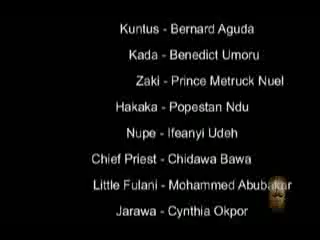 Kuntus - Bernard Aguda
Kada - Benedict Umoru
Zaki - Prince Metruck Nuel
Hakaka - Popestan Ndu
Nupe - Ifeanyi Udeh
Chief Priest - Chidawa Bawa
Little Fulani - Mohammed Abubakar
Jarawa - Cynthia Okpor